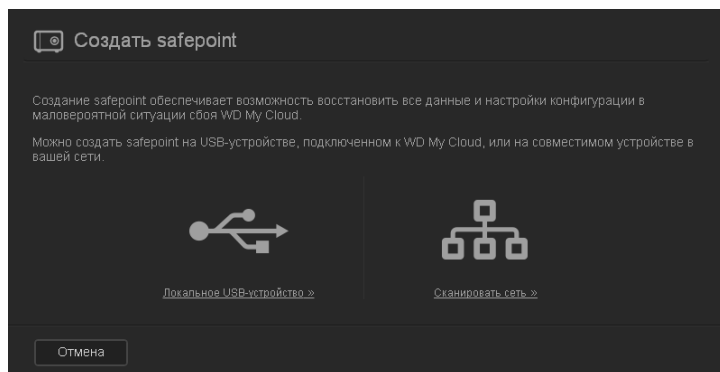 Создать safepoint
Создание safepoint обеспечивает возможность восстановить все данные и настройки конфигурации в
маловероятной ситуации сбоя WD My Cloud.
Можно создать safepoint на USB-устройстве, подключенном к WD My Cloud, или на совместимом устройстве в
вашей сети.
Локальное USB-устройство »
Сканировать сеть »
Отмена